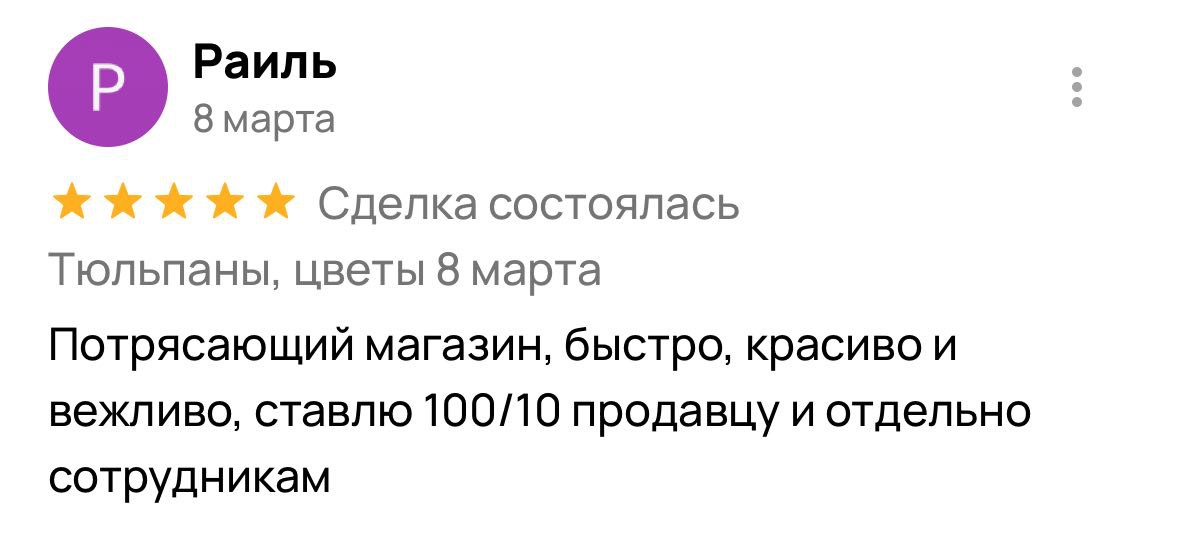 Р
Раиль
8 марта
Сделка состоялась
Тюльпаны, цветы 8 марта
Потрясающий магазин, быстро, красиво и
вежливо, ставлю 100/10 продавцу и отдельно
сотрудникам